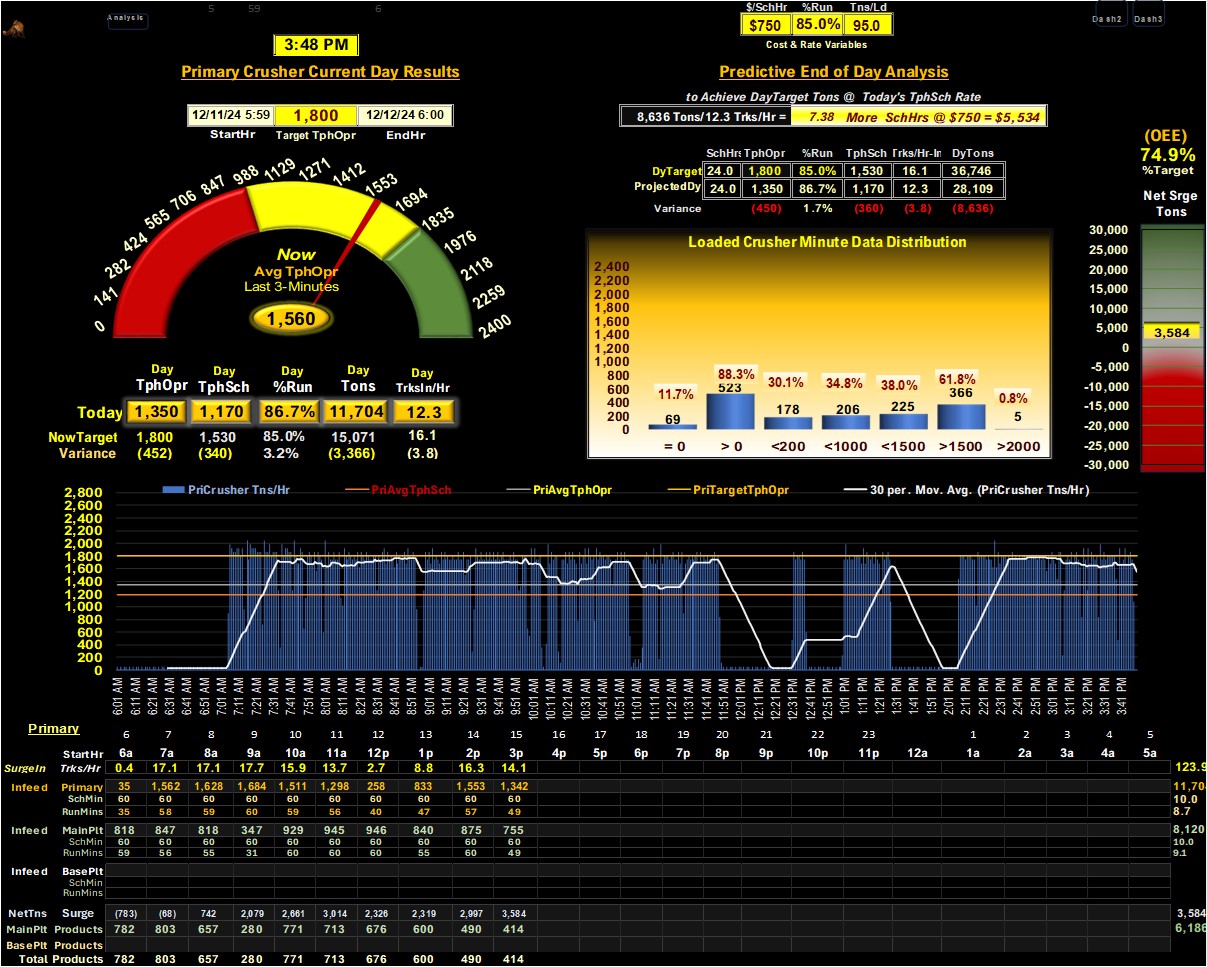 5 59 6
Analysis
Dash2 Dash3
$/SchHr %Run Tns/Ld
$750 85.0% 95.0
Cost & Rate Variables
3:48 PM
Primary Crusher Current Day Results
12/11/24 5:59 1,800 12/12/24 6:00
StartHr Target TphOpr EndHr
0 141 282 424 565 706 847 988 1129 1271 1412 1553 1694 1835 1976 2118 2259 2400
Now
Avg TphOpr
Last 3-Minutes
1,560
Day Day Day Day Day
TphOpr TphSch %Run Tons TrksIn/Hr
Today 1,350 1,170 86.7% 11,704 12.3
NowTarget 1,800 1,530 85.0% 15,071 16.1
Variance (452) (340) 3.2% (3,366) (3.8)
Predictive End of Day Analysis
to Achieve DayTarget Tons @ Today's TphSch Rate
8,636 Tons/12.3 Trks/Hr = 7.38 More SchHrs @ $750 = $5,534
SchHrs TphOpr %Run TphSch Trks/Hr-In DyTons
DyTarget 24.0 1,800 85.0% 1,530 16.1 36,746
ProjectedDy 24.0 1,350 86.7% 1,170 12.3 28,109
Variance (450) 1.7% (360) (3.8) (8,636)
Loaded Crusher Minute Data Distribution
2,400
2,200
2,000
1,800
1,600
1,400
1,200
1,000
800
600
400
200
0
11.7% 88.3% 30.1% 34.8% 38.0% 61.8% 0.8%
69 523 178 206 225 366 5
= 0 > 0 <200 <1000 <1500 >1500 >2000
(OEE)
74.9%
%Target
Net Srge
Tons
30,000
25,000
20,000
15,000
10,000
5,000
0
-5,000
-10,000
-15,000
-20,000
-25,000
-30,000
3,584
PriCrusher Tns/Hr PriAvgTphSch PriAvgTphOpr PriTargetTphOpr 30 per. Mov. Avg. (PriCrusher Tns/Hr)
2,800
2,600
2,400
2,200
2,000
1,800
1,600
1,400
1,200
1,000
800
600
400
200
0
6:01 AM 6:11 AM 6:21 AM 6:31 AM 6:41 AM 6:51 AM 7:01 AM 7:11 AM 7:21 AM 7:31 AM 7:41 AM 7:51 AM 8:01 AM 8:11 AM 8:21 AM 8:31 AM 8:41 AM 8:51 AM 9:01 AM 9:11 AM 9:21 AM 9:31 AM 9:41 AM 9:51 AM 10:01 AM 10:11 AM 10:21 AM 10:31 AM 10:41 AM 10:51 AM 11:01 AM 11:11 AM 11:21 AM 11:31 AM 11:41 AM 11:51 AM 12:01 PM 12:11 PM 12:21 PM 12:31 PM 12:41 PM 12:51 PM 1:01 PM 1:11 PM 1:21 PM 1:31 PM 1:41 PM 1:51 PM 2:01 PM 2:11 PM 2:21 PM 2:31 PM 2:41 PM 2:51 PM 3:01 PM 3:11 PM 3:21 PM 3:31 PM 3:41 PM
Primary 6 7 8 9 10 11 12 13 14 15 16 17 18 19 20 21 22 23 1 2 3 4 5
StartHr 6a 7a 8a 9a 10a 11a 12p 1p 2p 3p 4p 5p 6p 7p 8p 9p 10p 11p 12a 1a 2a 3a 4a 5a
SurgeIn Trks/Hr 0.4 17.1 17.1 17.7 15.9 13.7 2.7 8.8 16.3 14.1 123.9
Infeed Primary 35 1,562 1,628 1,684 1,511 1,298 258 833 1,553 1,342 11,704
SchMin 60 60 60 60 60 60 60 60 60 60 10.0
RunMins 35 58 59 60 59 56 40 47 57 49 8.7
Infeed MainPlt 818 847 818 347 929 945 946 840 875 755 8,120
SchMin 60 60 60 60 60 60 60 60 60 60 10.0
RunMins 59 56 55 31 60 60 60 55 60 49 9.1
Infeed BasePlt
SchMin
RunMins
NetTns Surge (783) (68) 742 2,079 2,661 3,014 2,326 2,319 2,997 3,584 3,584
MainPlt Products 782 803 657 280 771 713 676 600 490 414 6,186
BasePlt Products
Total Products 782 803 657 280 771 713 676 600 490 414